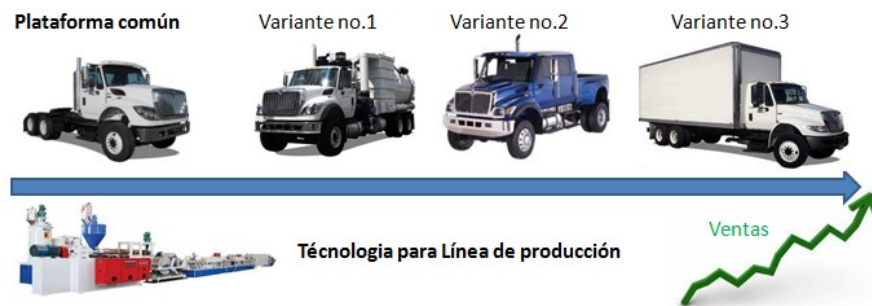 Plataforma común
Variante no.1
Variante no.2
Variante no.3
Técnologia para Línea de producción
Ventas